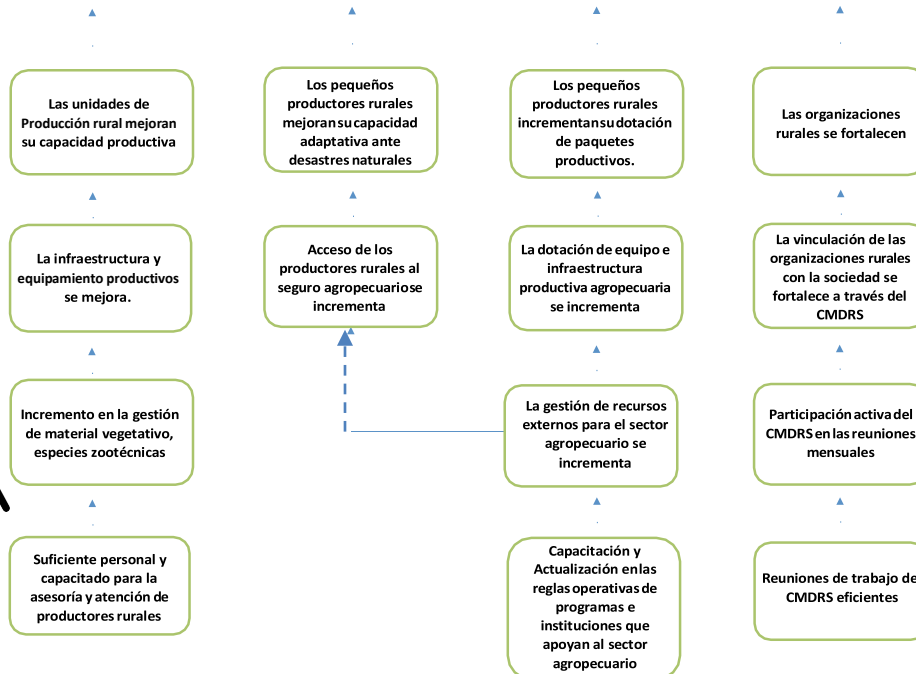 Las unidades de
Producción rural mejoran
su capacidad productiva
Los pequeños
productores rurales
mejoran su capacidad
adaptativa ante
desastres naturales
Los pequeños
productores rurales
incrementan su dotación
de paquetes
productivos.
Las organizaciones
rurales se fortalecen
La infraestructura y
equipamiento productivos
se mejora.
Acceso de los
productores rurales al
seguro agropecuario se
incrementa
La dotación de equipo e
infraestructura
productiva agropecuaria
se incrementa
La vinculación de las
organizaciones rurales
con la sociedad se
fortalece a través del
CMDRS
Incremento en la gestión
de material vegetativo,
especies zootécnicas
La gestión de recursos
externos para el sector
agropecuario se
incrementa
Participación activa del
CMDRS en las reuniones
mensuales
Suficiente personal y
capacitado para la
asesoría y atención de
productores rurales
Capacitación y
Actualización en las
reglas operativas de
programas e
instituciones que
apoyan al sector
agropecuario
Reuniones de trabajo de
CMDRS eficientes